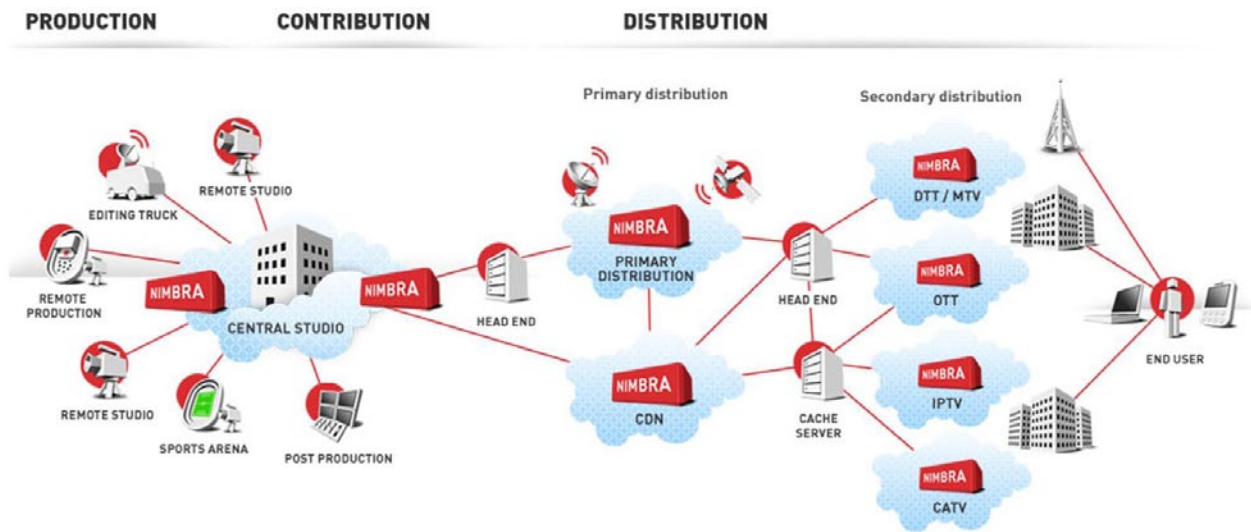 PRODUCTION
CONTRIBUTION
DISTRIBUTION
Primary distribution
Secondary distribution
REMOTE STUDIO
EDITING TRUCK
REMOTE
PRODUCTION
NIMBRA
CENTRAL STUDIO
NIMBRA
REMOTE STUDIO
SPORTS ARENA
POST PRODUCTION
HEAD END
NIMBRA
PRIMARY
DISTRIBUTION
NIMBRA
CDN
HEAD END
CACHE
SERVER
NIMBRA
DTT / MTV
NIMBRA
OTT
NIMBRA
IPTV
NIMBRA
CATV
END USER